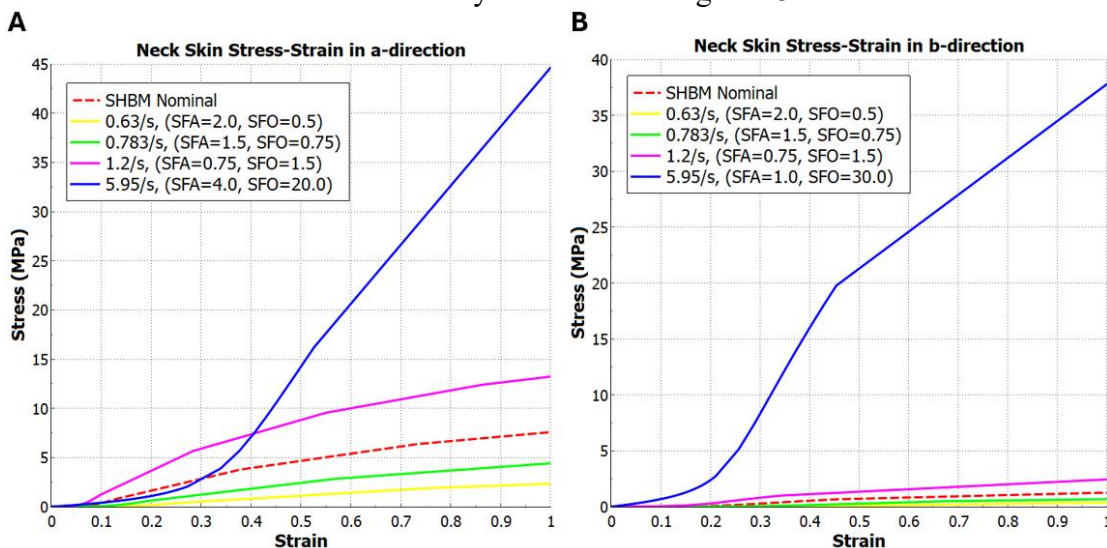 A
Neck Skin Stress-Strain in a-direction
45
40
35
30
25
20
15
10
5
0
Stress (MPa)
SHBM Nominal
0.63/s, (SFA=2.0, SFO=0.5)
0.783/s, (SFA=1.5, SFO=0.75)
1.2/s, (SFA=0.75, SFO=1.5)
5.95/s, (SFA=4.0, SFO=20.0)
0 0.1 0.2 0.3 0.4 0.5 0.6 0.7 0.8 0.9 1
Strain
B
Neck Skin Stress-Strain in b-direction
40
35
30
25
20
15
10
5
0
Stress (MPa)
SHBM Nominal
0.63/s, (SFA=2.0, SFO=0.5)
0.783/s, (SFA=1.5, SFO=0.75)
1.2/s, (SFA=0.75, SFO=1.5)
5.95/s, (SFA=1.0, SFO=30.0)
0 0.1 0.2 0.3 0.4 0.5 0.6 0.7 0.8 0.9 1
Strain